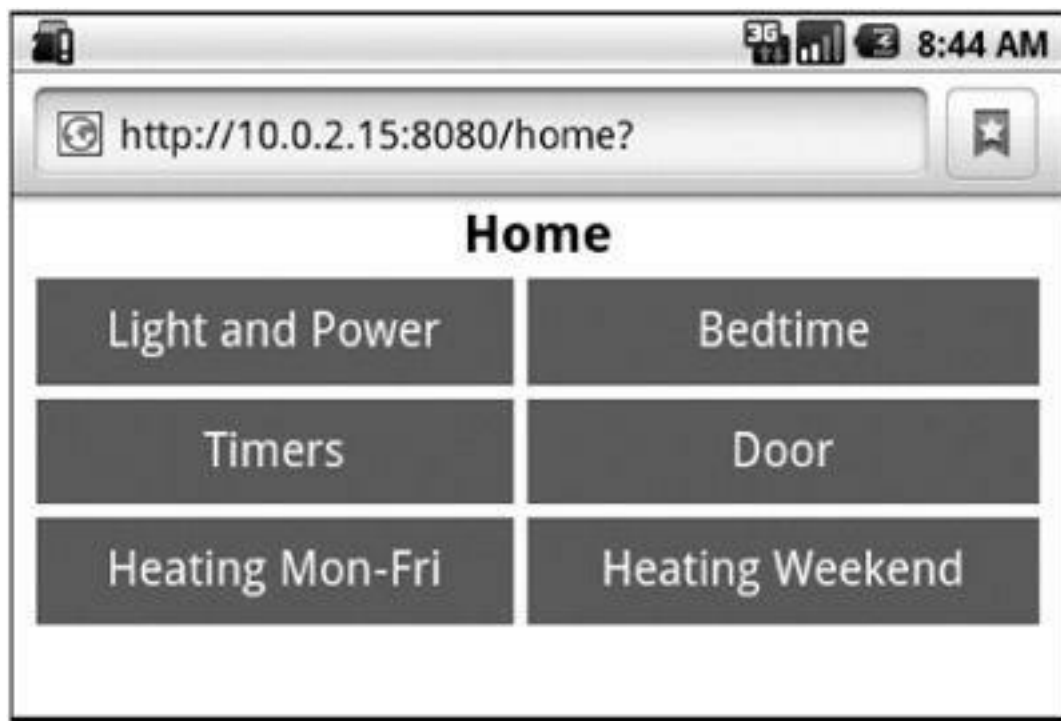 3G 8:44 AM
http://10.0.2.15:8080/home?
Home
Light and Power Bedtime
Timers Door
Heating Mon-Fri Heating Weekend